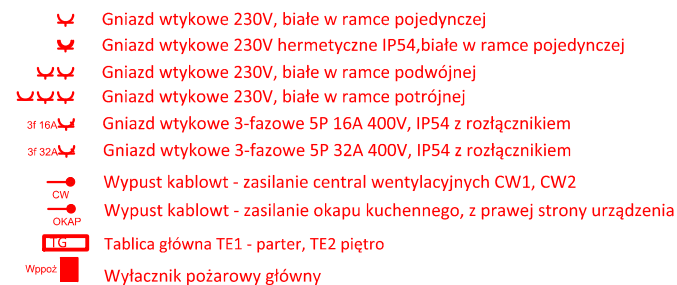 Gniazd wtykowe 230V, białe w ramce pojedynczej
Gniazd wtykowe 230V hermetyczne IP54,białe w ramce pojedynczej
Gniazd wtykowe 230V, białe w ramce podwójnej
Gniazd wtykowe 230V, białe w ramce potrójnej
3f 16A Gniazd wtykowe 3-fazowe 5P 16A 400V, IP54 z rozłącznikiem
3f 32A Gniazd wtykowe 3-fazowe 5P 32A 400V, IP54 z rozłącznikiem
CW Wypust kablowt - zasilanie central wentylacyjnych CW1, CW2
OKAP Wypust kablowt - zasilanie okapu kuchennego, z prawej strony urządzenia
TG Tablica główna TE1 - parter, TE2 piętro
Wppoż Wyłacznik pożarowy główny